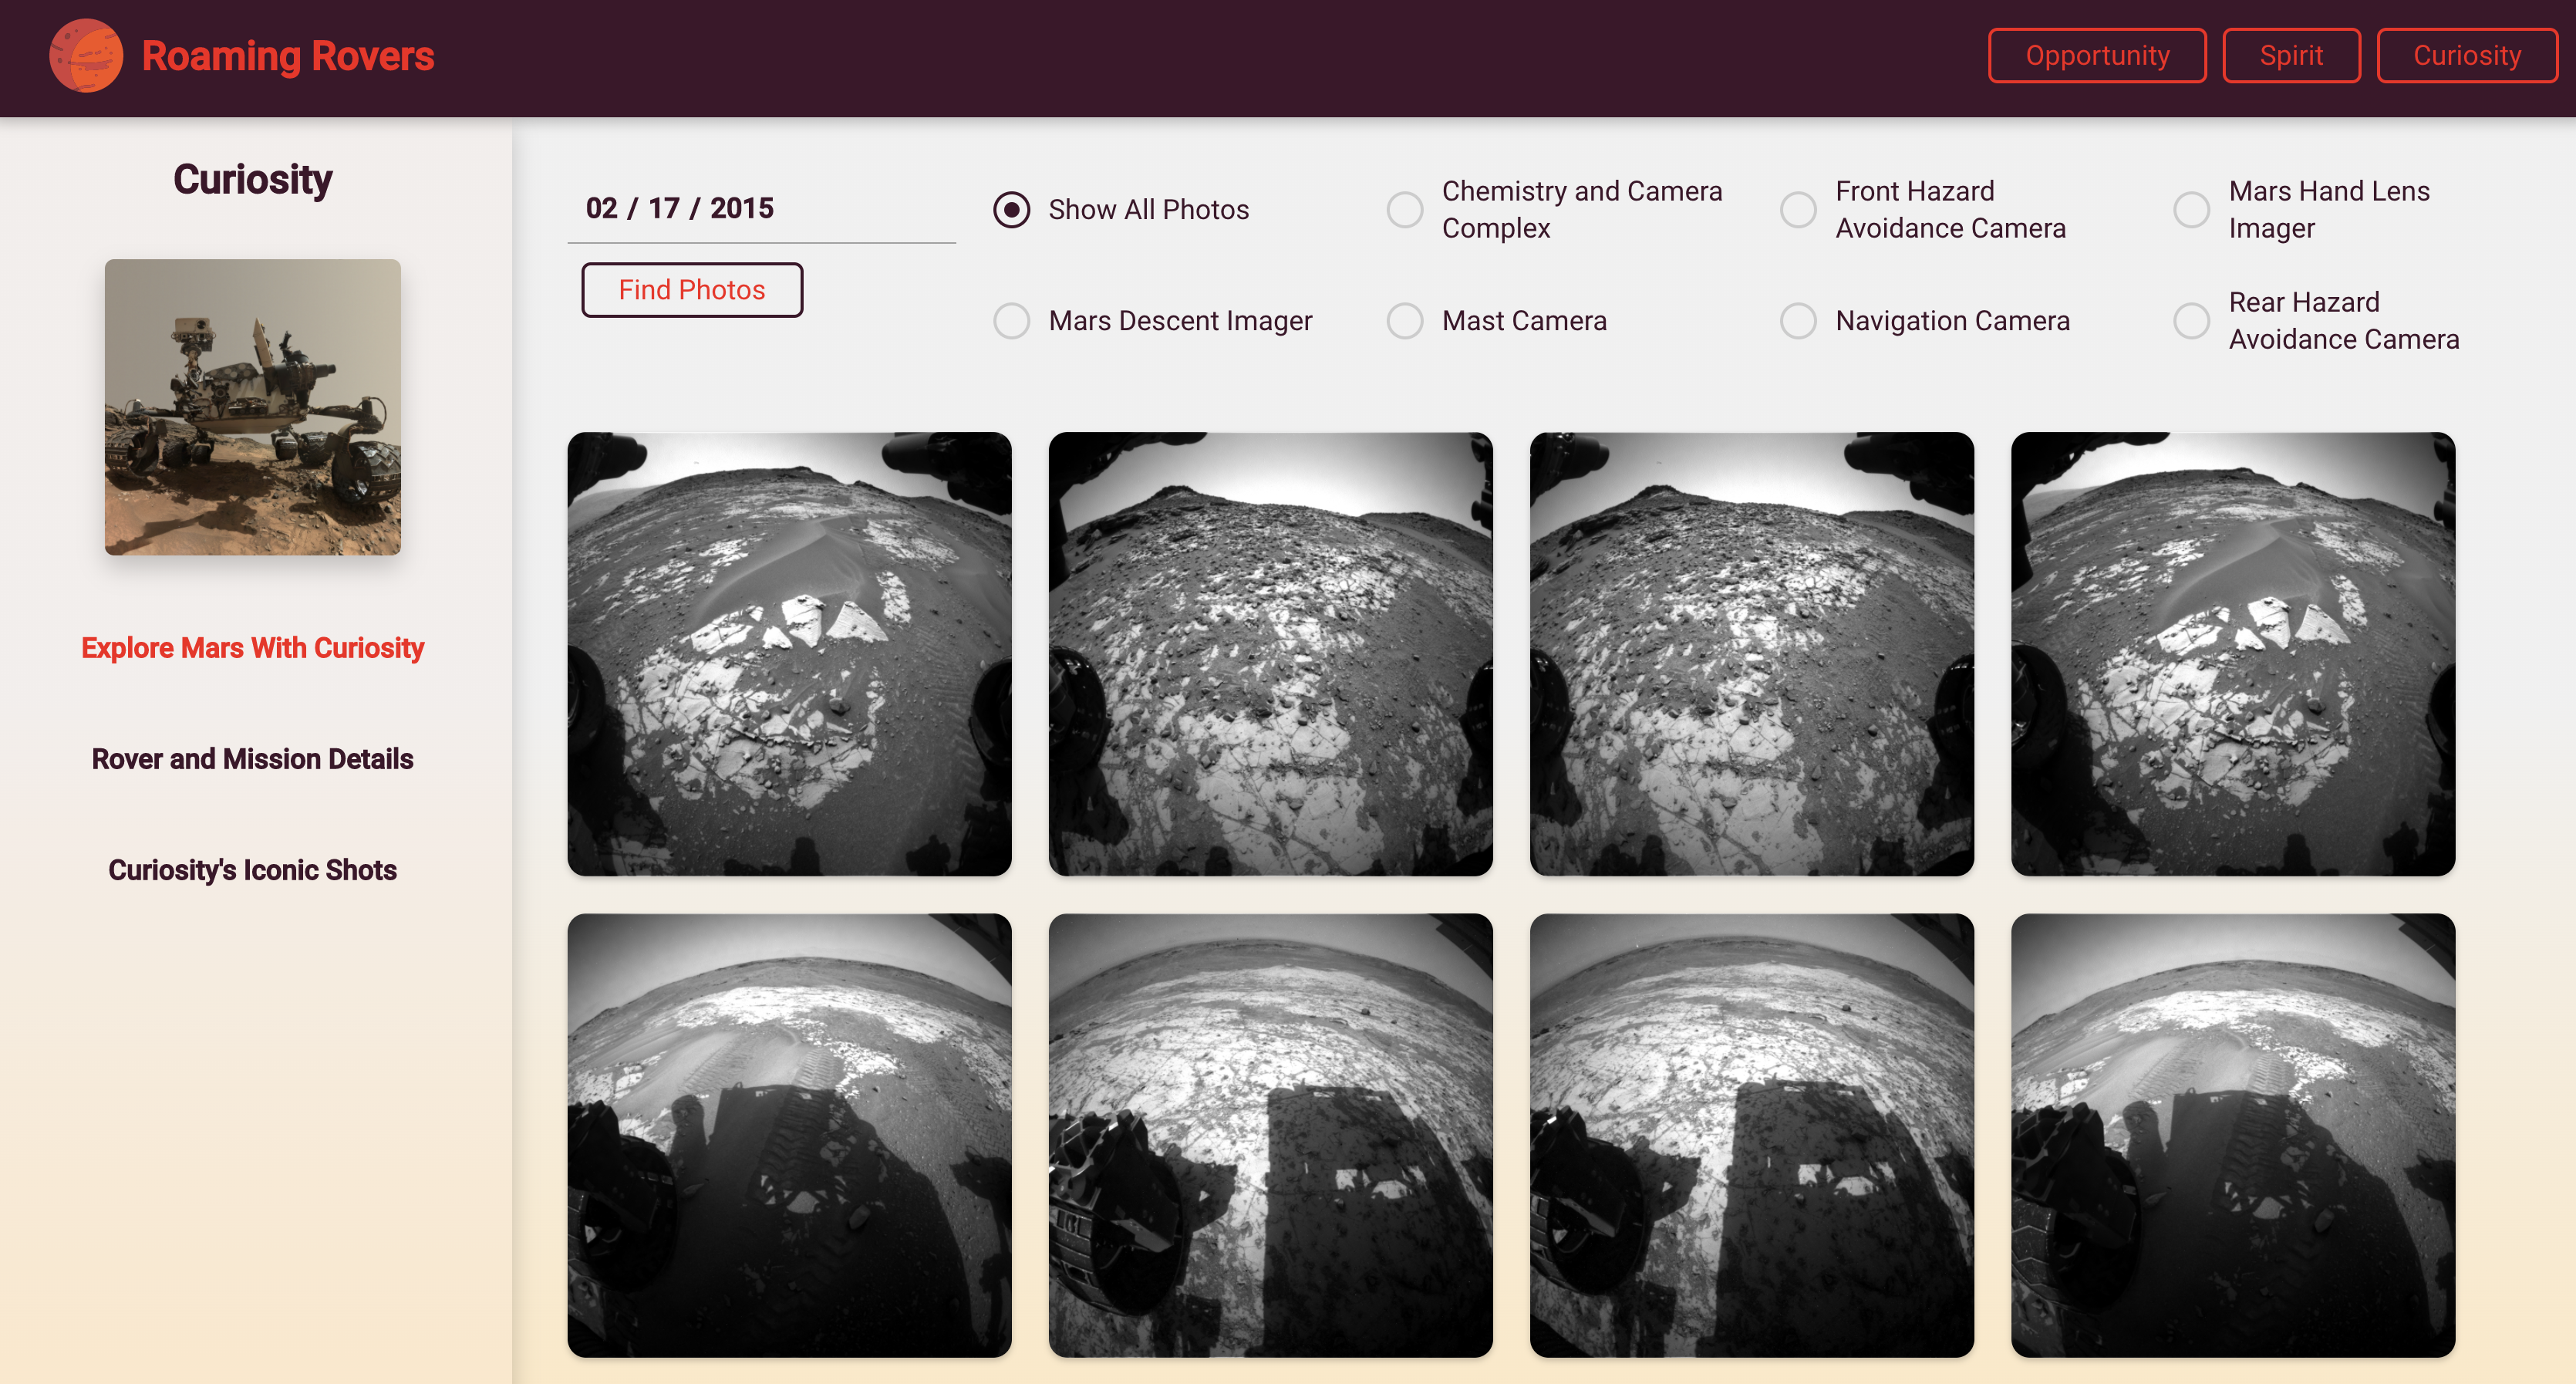 Roaming Rovers
Opportunity
Spirit
Curiosity
Curiosity
Explore Mars With Curiosity
Rover and Mission Details
Curiosity's Iconic Shots
02 / 17 / 2015
Find Photos
Show All Photos
Chemistry and Camera
Complex
Front Hazard
Avoidance Camera
Mars Hand Lens
Imager
Mars Descent Imager
Mast Camera
Navigation Camera
Rear Hazard
Avoidance Camera